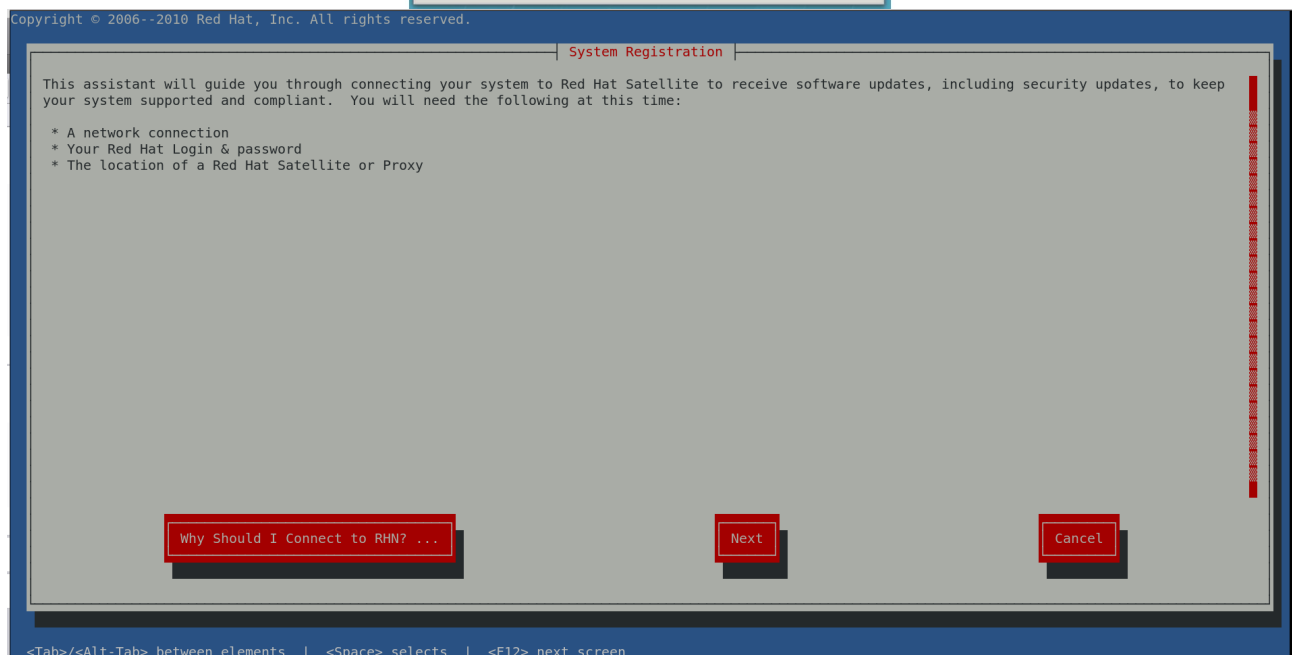 Copyright © 2006--2010 Red Hat, Inc. All rights reserved.
System Registration
This assistant will guide you through connecting your system to Red Hat Satellite to receive software updates, including security updates, to keep
your system supported and compliant.  You will need the following at this time:
* A network connection
* Your Red Hat Login & password
* The location of a Red Hat Satellite or Proxy
Why Should I Connect to RHN? ...
Next
Cancel
<Tab>/<Alt-Tab> between elements  |  <Space> selects  |  <F12> next screen